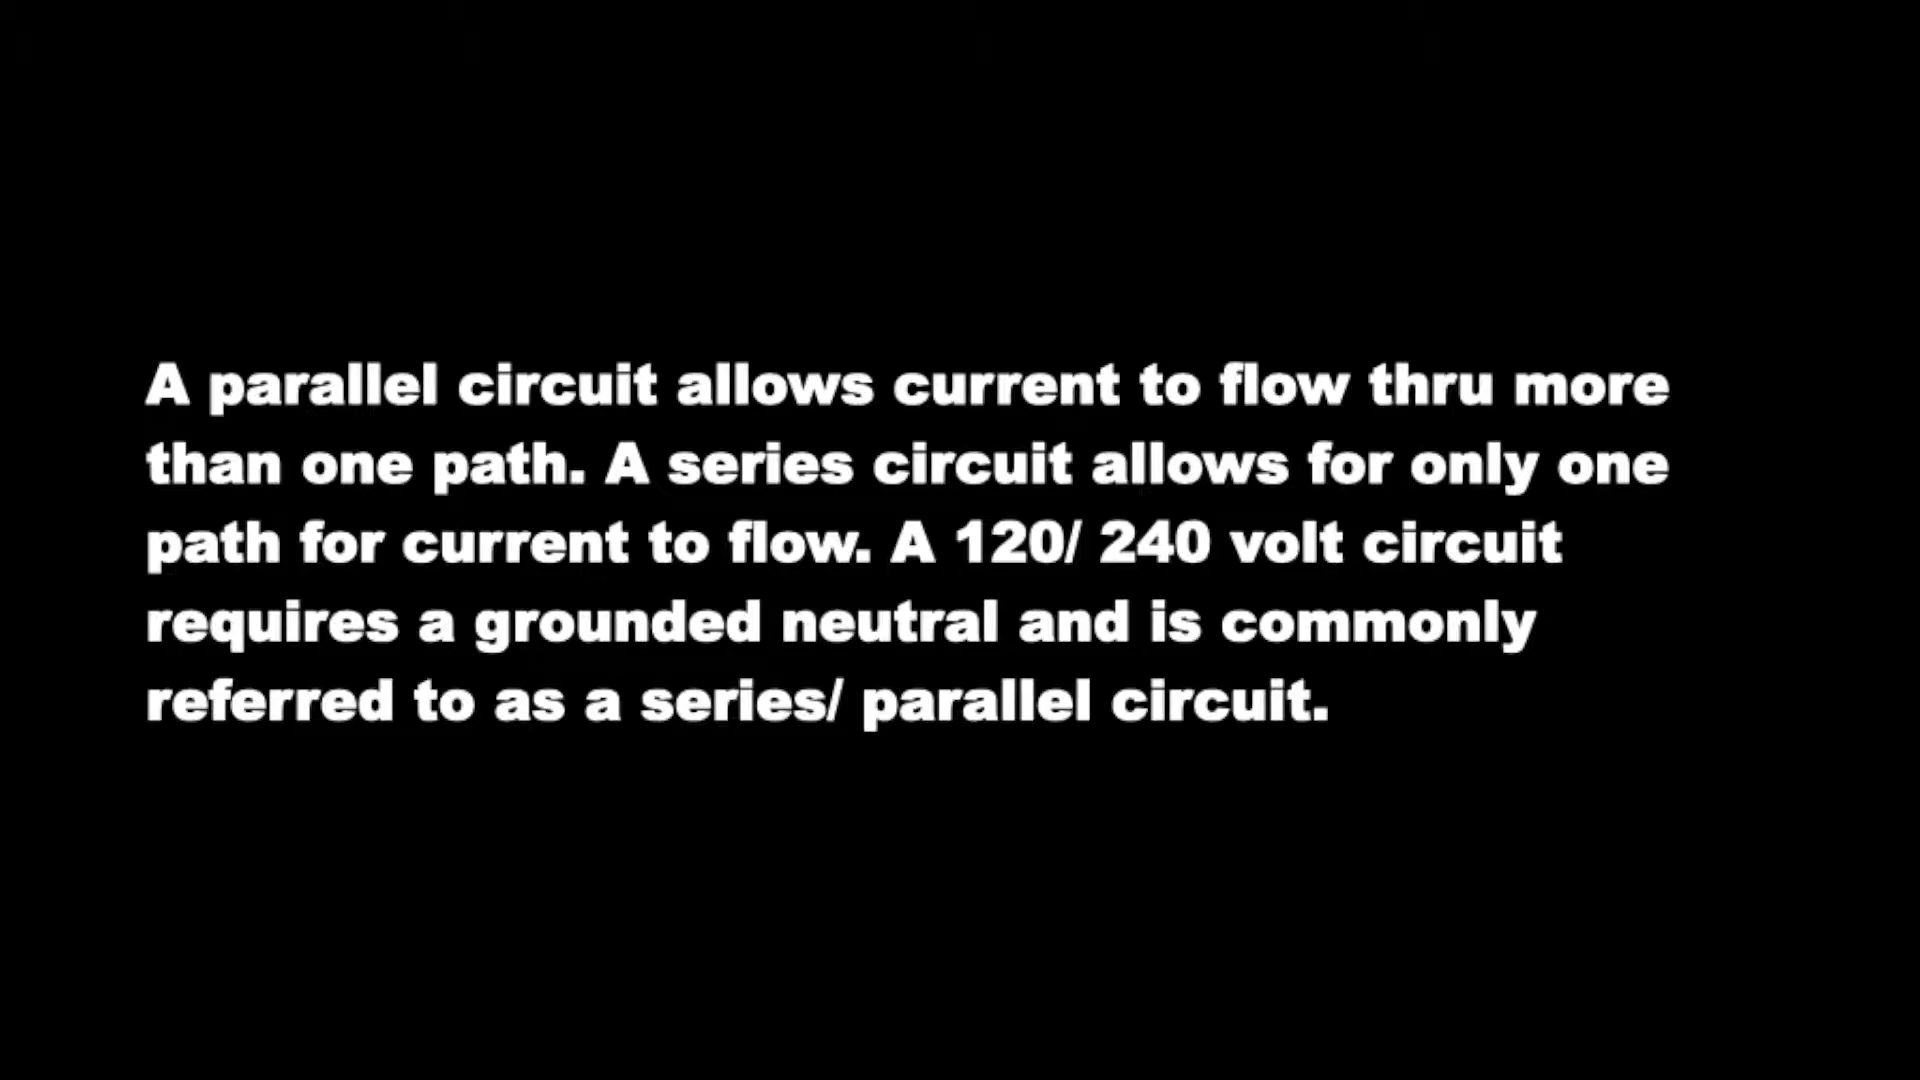 A parallel circuit allows current to flow thru more
than one path. A series circuit allows for only one
path for current to flow. A 120/ 240 volt circuit
requires a grounded neutral and is commonly
referred to as a series/ parallel circuit.